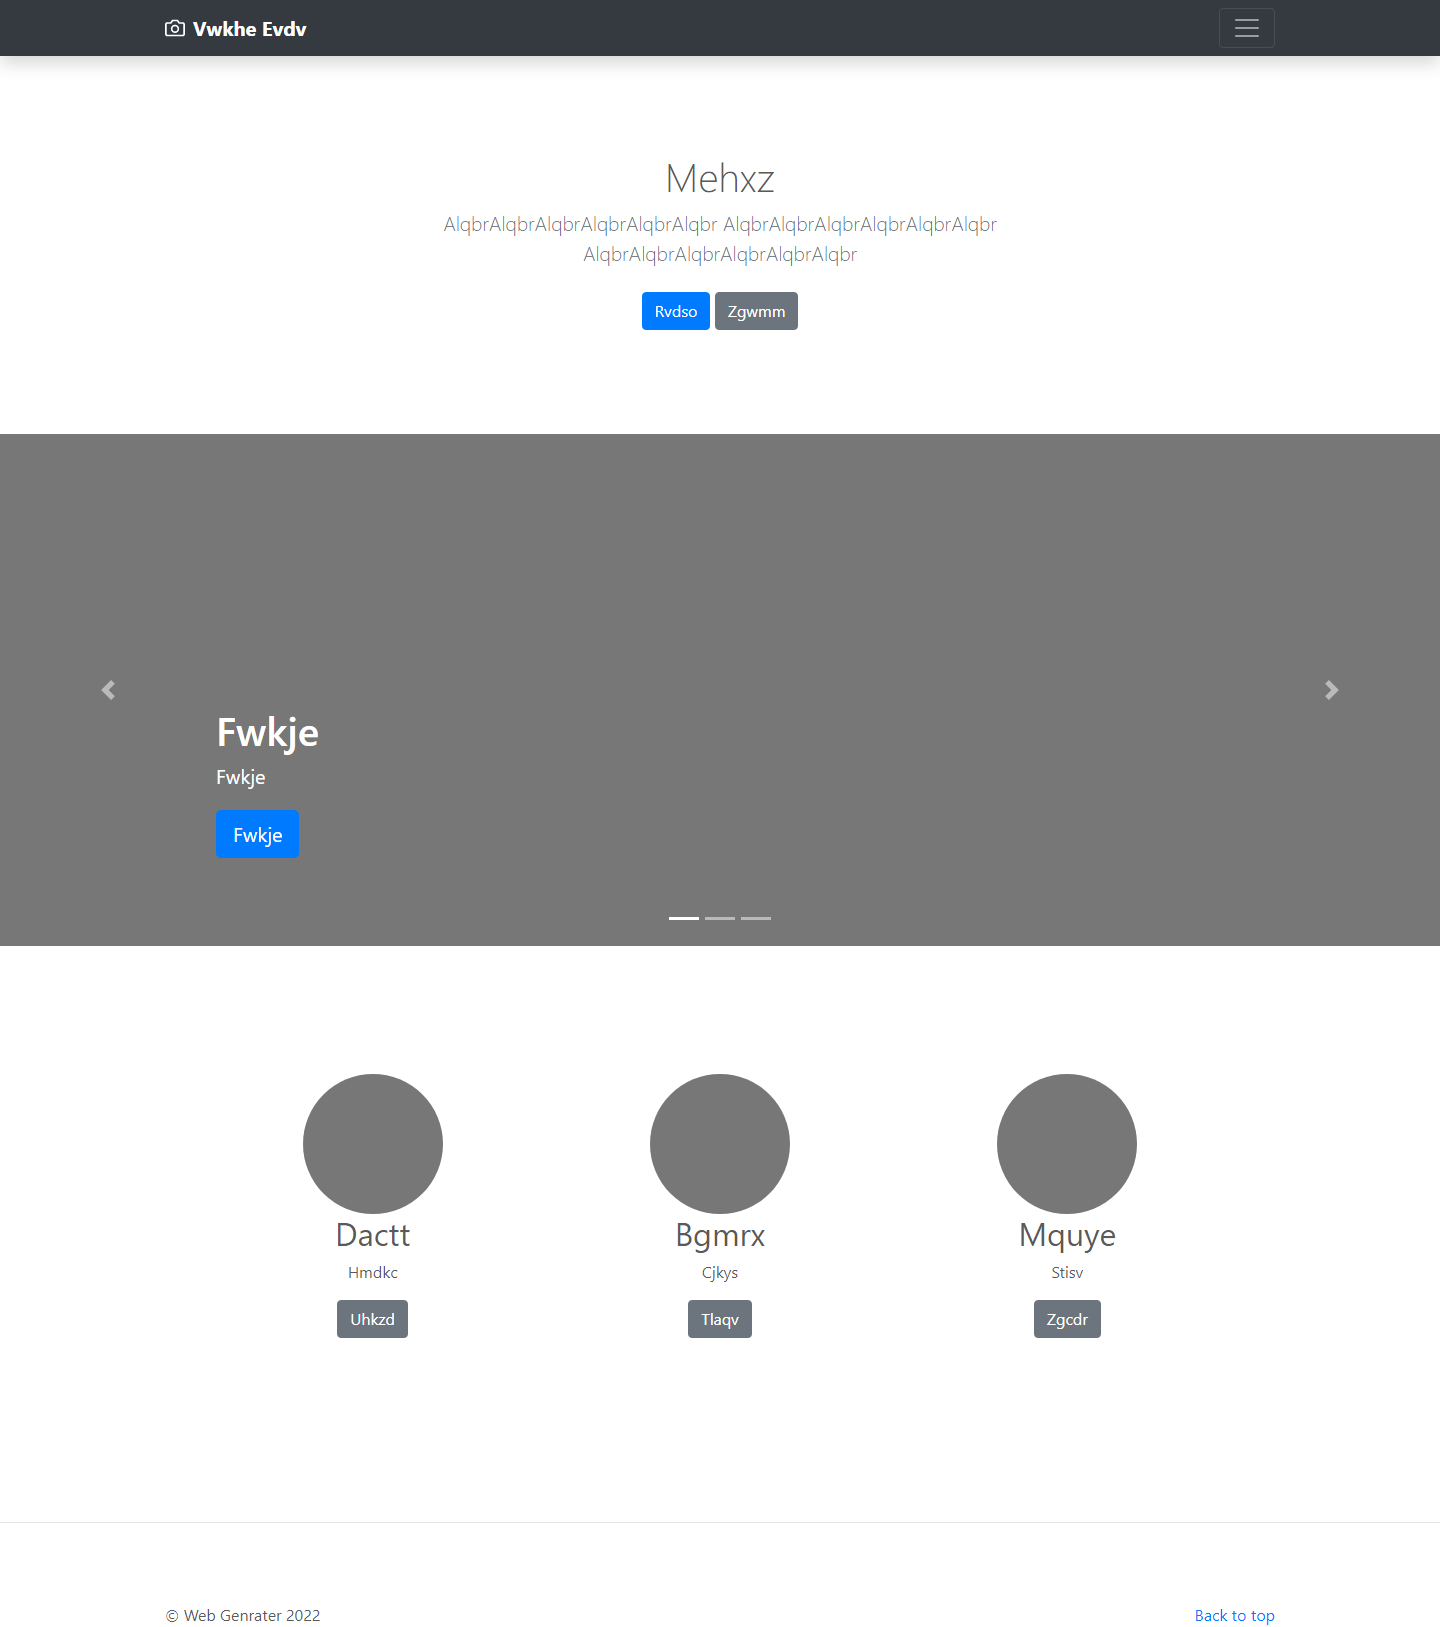 Vwkhe Evdv
Mehxz
AlqbrAlqbrAlqbrAlqbrAlqbrAlqbr AlqbrAlqbrAlqbrAlqbrAlqbrAlqbr
AlqbrAlqbrAlqbrAlqbrAlqbrAlqbr
Rvdso Zgwmm
Fwkje
Fwkje
Fwkje
Dactt
Hmdkc
Uhkzd
Bgmrx
Cjkys
Tlaqv
Mquye
Stisv
Zgcdr
© Web Genrater 2022
Back to top